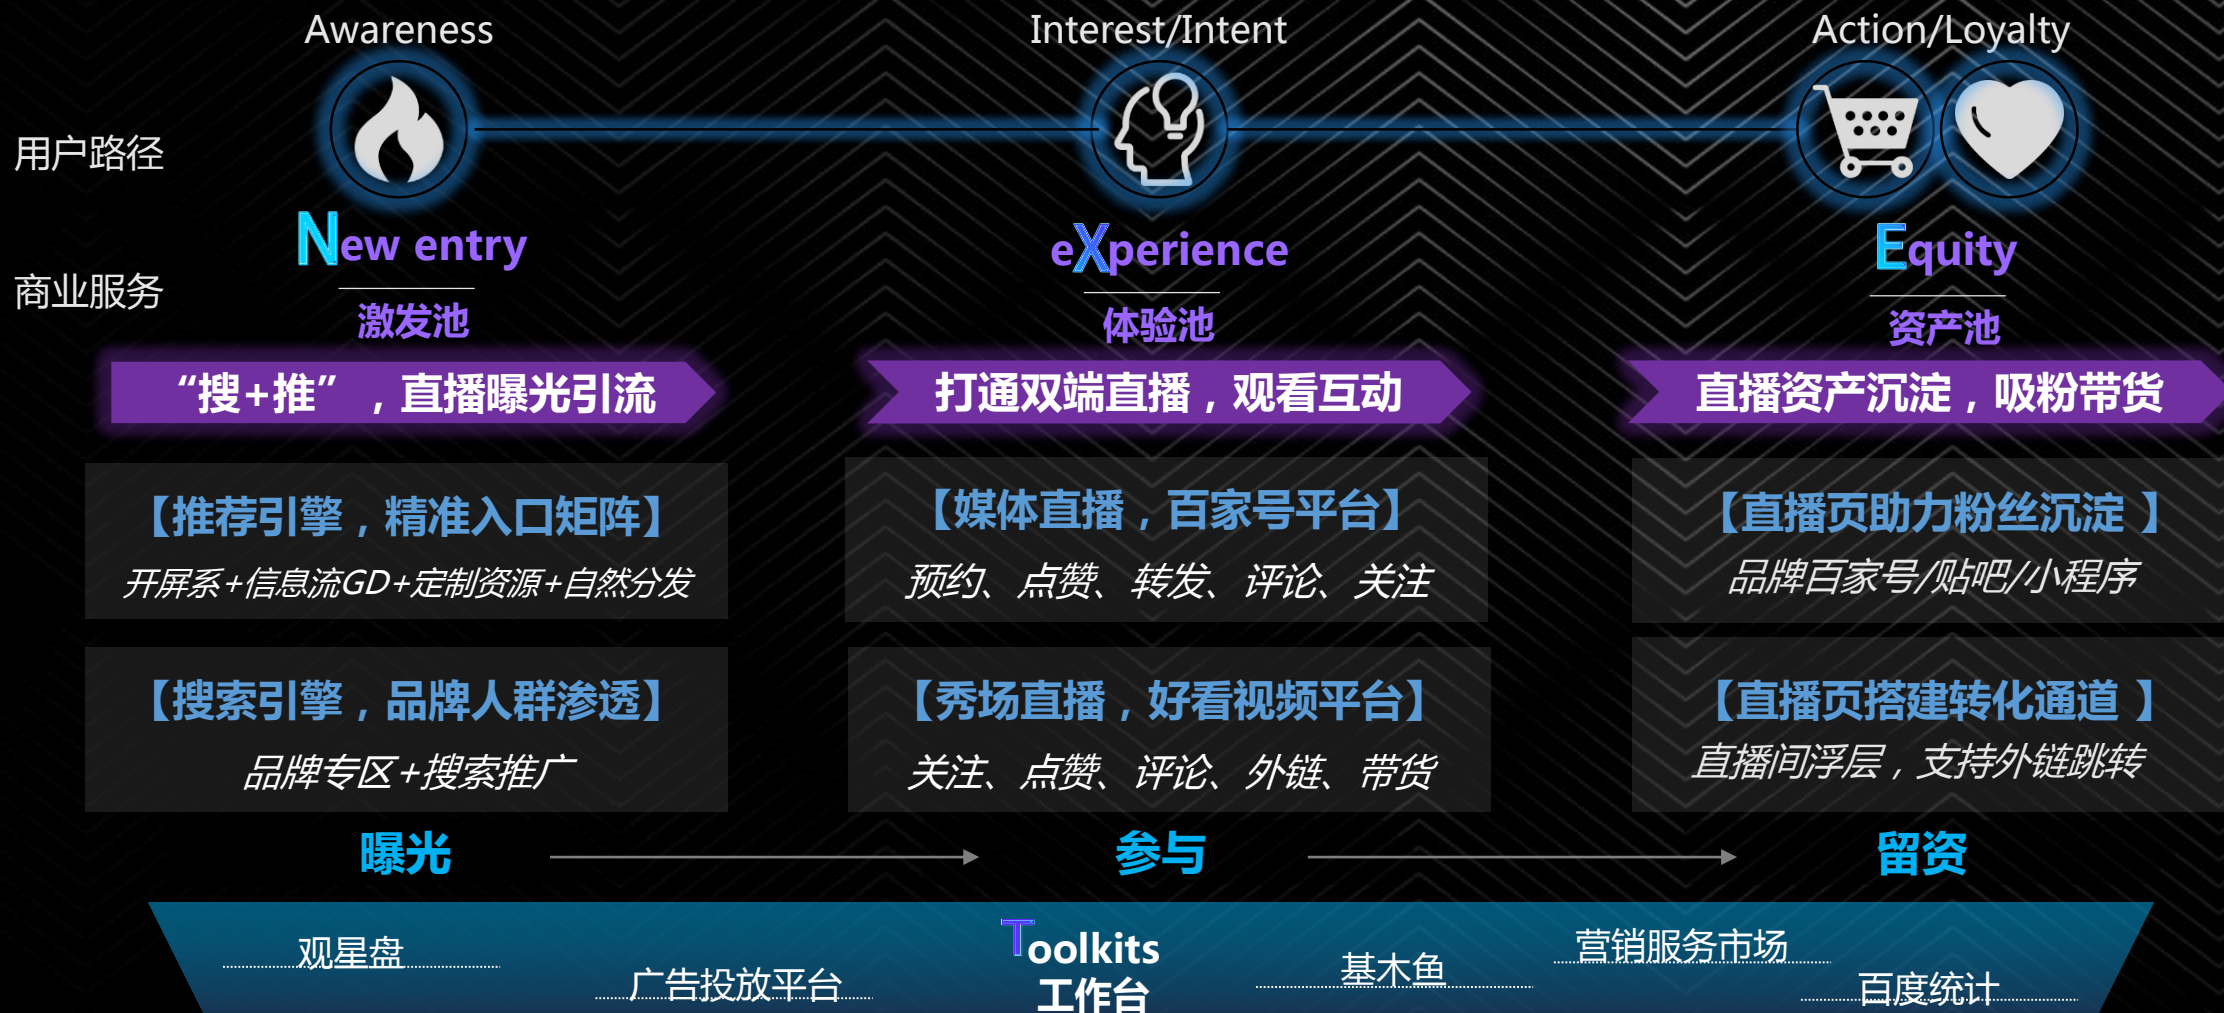 Awareness
Interest/Intent
Action/Loyalty
用户路径
商业服务
New entry
激发池
eXperience
体验池
Equity
资产池
“搜+推”，直播曝光引流
打通双端直播，观看互动
直播资产沉淀，吸粉带货
【推荐引擎，精准入口矩阵】
开屏系+信息流GD+定制资源+自然分发
【媒体直播，百家号平台】
预约、点赞、转发、评论、关注
【直播页助力粉丝沉淀 】
品牌百家号/贴吧/小程序
【搜索引擎，品牌人群渗透】
品牌专区+搜索推广
【秀场直播，好看视频平台】
关注、点赞、评论、外链、带货
【直播页搭建转化通道 】
直播间浮层，支持外链跳转
曝光
参与
留资
观星盘
广告投放平台
Toolkits
工作台
基木鱼
营销服务市场
百度统计